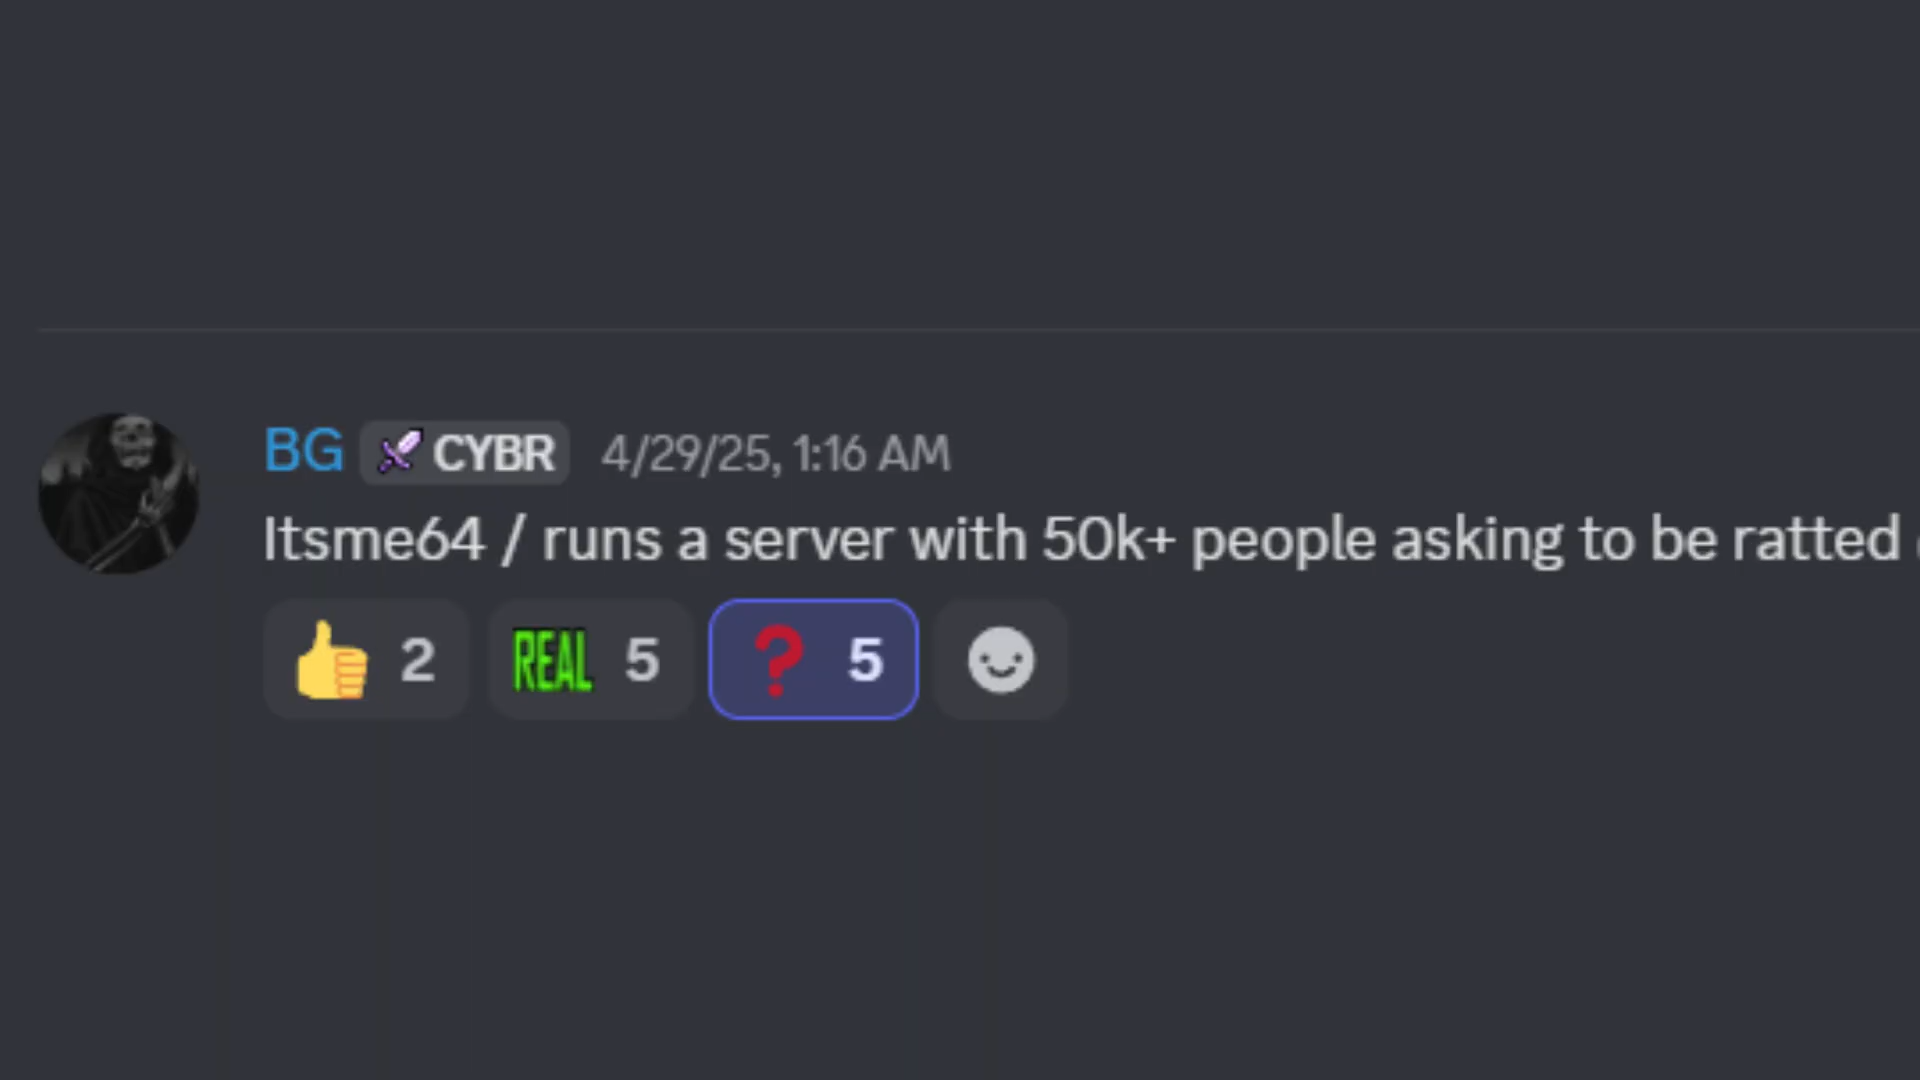 BG CYBR 4/29/25, 1:16 AM
Itsme64 / runs a server with 50k+ people asking to be ratted
2 REAL 5 ❓ 5